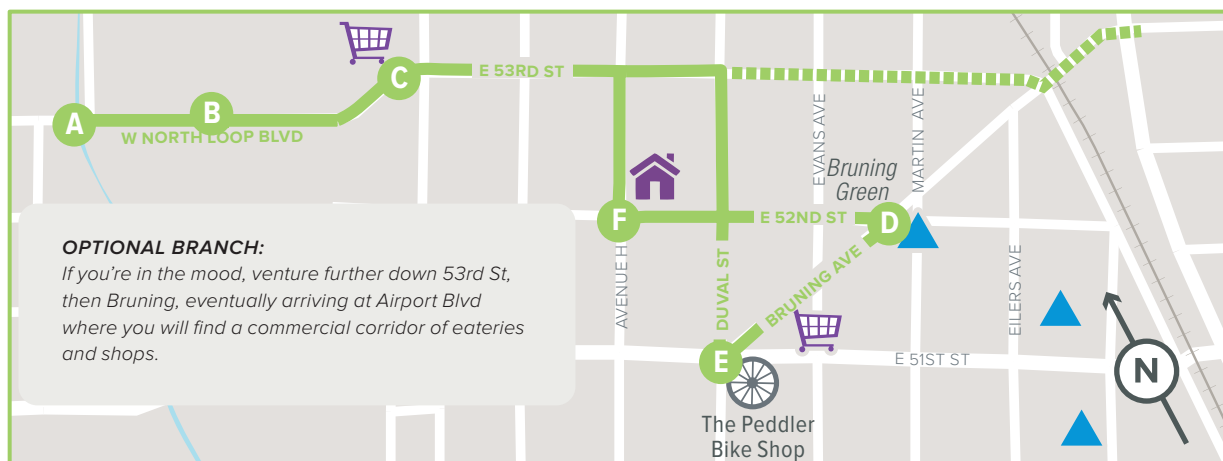 E 53RD ST
C
B
A
W NORTH LOOP BLVD
EVANS AVE
MARTIN AVE
Bruning
Green
F
E 52ND ST
D
OPTIONAL BRANCH:
If you’re in the mood, venture further down 53rd St,
then Bruning, eventually arriving at Airport Blvd
where you will find a commercial corridor of eateries
and shops.
AVENUE H
DUVAL ST
BRUNING AVE
EILERS AVE
E
E 51ST ST
N
The Peddler
Bike Shop